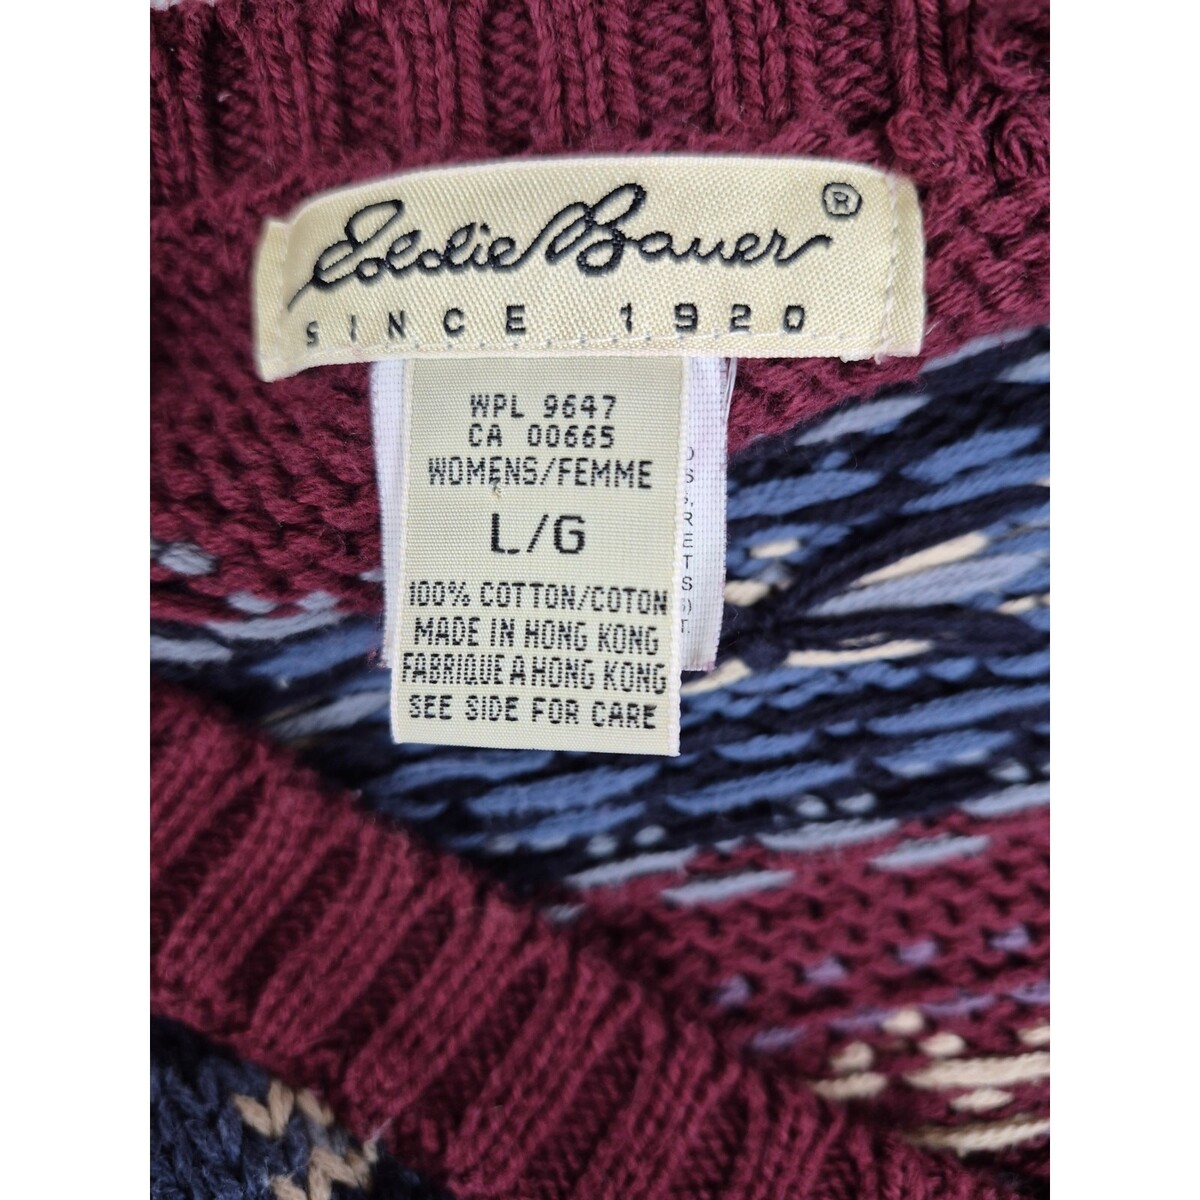 Eddie Bauer®
SINCE 1920
WPL 9647
CA 00665
WOMENS/FEMME
L/G
100% COTTON/COTON
MADE IN HONG KONG
FABRIQUE A HONG KONG
SEE SIDE FOR CARE